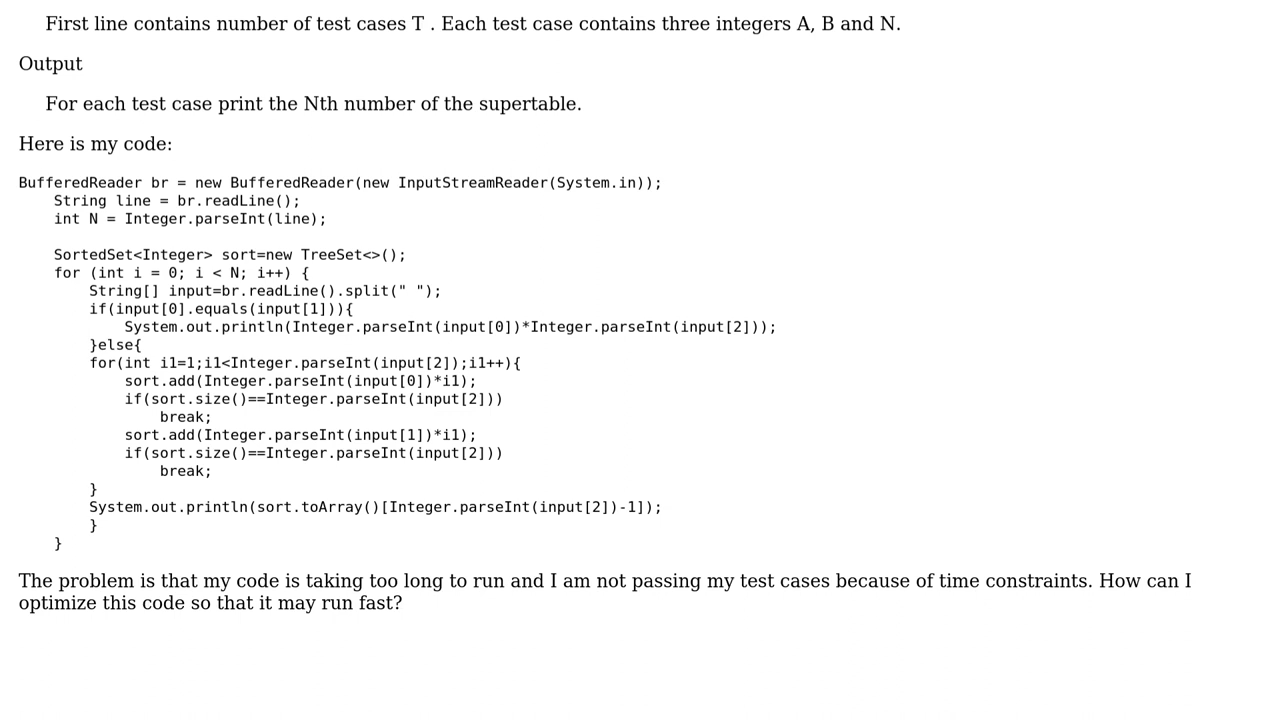 First line contains number of test cases T . Each test case contains three integers A, B and N.
Output
For each test case print the Nth number of the supertable.
Here is my code:
BufferedReader br = new BufferedReader(new InputStreamReader(System.in));
    String line = br.readLine();
    int N = Integer.parseInt(line);

    SortedSet<Integer> sort=new TreeSet<>();
    for (int i = 0; i < N; i++) {
        String[] input=br.readLine().split(" ");
        if(input[0].equals(input[1])){
            System.out.println(Integer.parseInt(input[0])*Integer.parseInt(input[2]));
        }else{
        for(int i1=1;i1<Integer.parseInt(input[2]);i1++){
            sort.add(Integer.parseInt(input[0])*i1);
            if(sort.size()==Integer.parseInt(input[2]))
                break;
            sort.add(Integer.parseInt(input[1])*i1);
            if(sort.size()==Integer.parseInt(input[2]))
                break;
        }
        System.out.println(sort.toArray()[Integer.parseInt(input[2])-1]);
        }
    }
The problem is that my code is taking too long to run and I am not passing my test cases because of time constraints. How can I
optimize this code so that it may run fast?